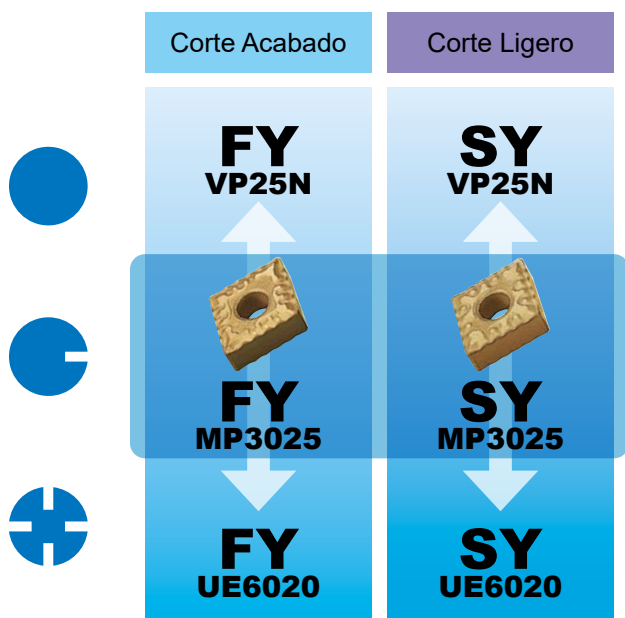 Corte Acabado
Corte Ligero
FY
VP25N
SY
VP25N
FY
MP3025
SY
MP3025
FY
UE6020
SY
UE6020